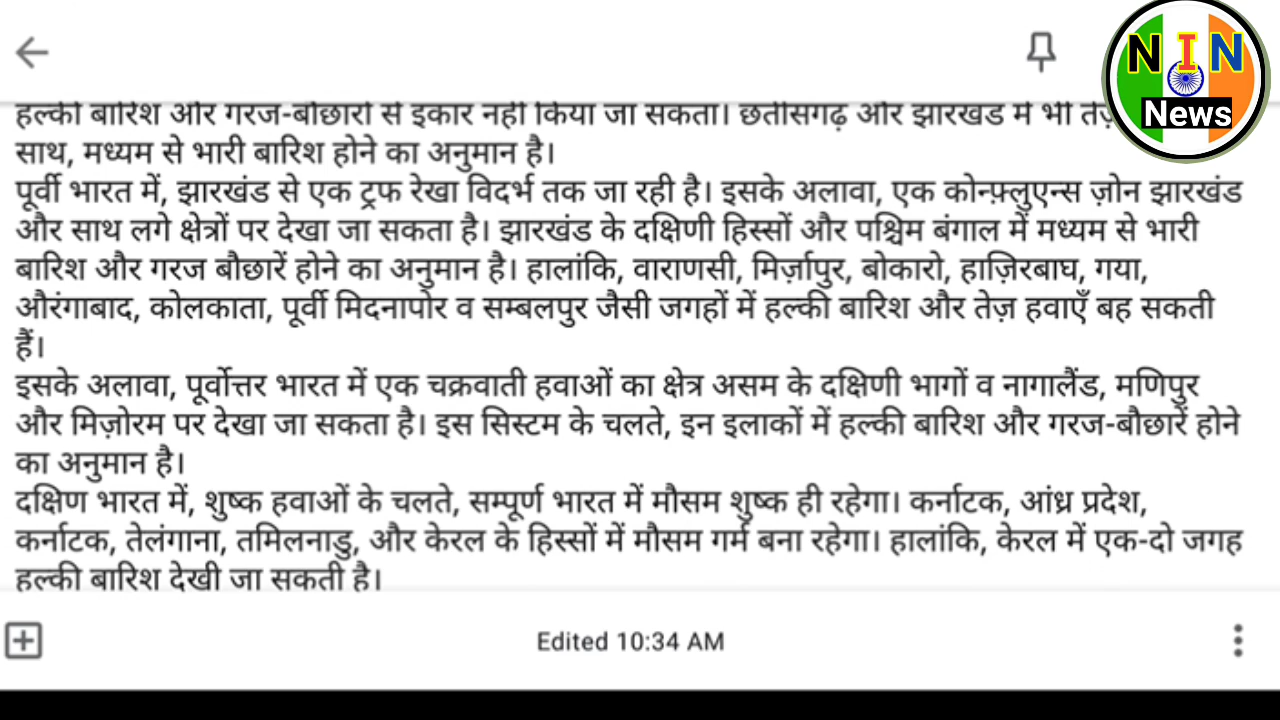 NIN
News
हल्की बारिश और गरज-बौछारों से इंकार नहीं किया जा सकता। छत्तीसगढ़ और झारखंड में भी तेज़
साथ, मध्यम से भारी बारिश होने का अनुमान है।
पूर्वी भारत में, झारखंड से एक ट्रफ रेखा विदर्भ तक जा रही है। इसके अलावा, एक कोन्फ़्लुएन्स ज़ोन झारखंड
और साथ लगे क्षेत्रों पर देखा जा सकता है। झारखंड के दक्षिणी हिस्सों और पश्चिम बंगाल में मध्यम से भारी
बारिश और गरज बौछारें होने का अनुमान है। हालांकि, वाराणसी, मिर्ज़ापुर, बोकारो, हाज़िरबाघ, गया,
औरंगाबाद, कोलकाता, पूर्वी मिदनापोर व सम्बलपुर जैसी जगहों में हल्की बारिश और तेज़ हवाएँ बह सकती
हैं।
इसके अलावा, पूर्वोत्तर भारत में एक चक्रवाती हवाओं का क्षेत्र असम के दक्षिणी भागों व नागालैंड, मणिपुर
और मिज़ोरम पर देखा जा सकता है। इस सिस्टम के चलते, इन इलाकों में हल्की बारिश और गरज-बौछारें होने
का अनुमान है।
दक्षिण भारत में, शुष्क हवाओं के चलते, सम्पूर्ण भारत में मौसम शुष्क ही रहेगा। कर्नाटक, आंध्र प्रदेश,
कर्नाटक, तेलंगाना, तमिलनाडु, और केरल के हिस्सों में मौसम गर्म बना रहेगा। हालांकि, केरल में एक-दो जगह
हल्की बारिश देखी जा सकती है।
Edited 10:34 AM